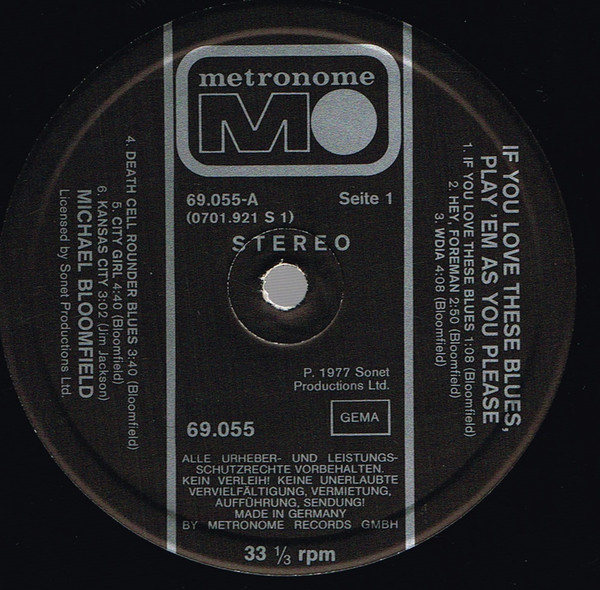 metronome
MO
69.055-A
Seite 1
(0701.921 S 1)
STEREO
IF YOU LOVE THESE BLUES,
PLAY 'EM AS YOU PLEASE
1. IF YOU LOVE THESE BLUES 1:08 (Bloomfield)
2. HEY, FOREMAN 2:50 (Bloomfield)
3. WDIA 4:08 (Bloomfield)
4. DEATH CELL ROUNDER BLUES 3:40 (Bloomfield)
5. CITY GIRL 4:40 (Bloomfield)
6. KANSAS CITY 3:02 (Jim Jackson)
MICHAEL BLOOMFIELD
Licensed by Sonet Productions Ltd.
P. 1977 Sonet
Productions Ltd.
GEMA
69.055
ALLE URHEBER- UND LEISTUNGS-
SCHUTZRECHTE VORBEHALTEN.
KEIN VERLEIH! KEINE UNERLAUBTE
VERVIELFÄLTIGUNG, VERMIETUNG,
AUFFÜHRUNG, SENDUNG!
MADE IN GERMANY
BY METRONOME RECORDS GMBH
33 ⅓ rpm